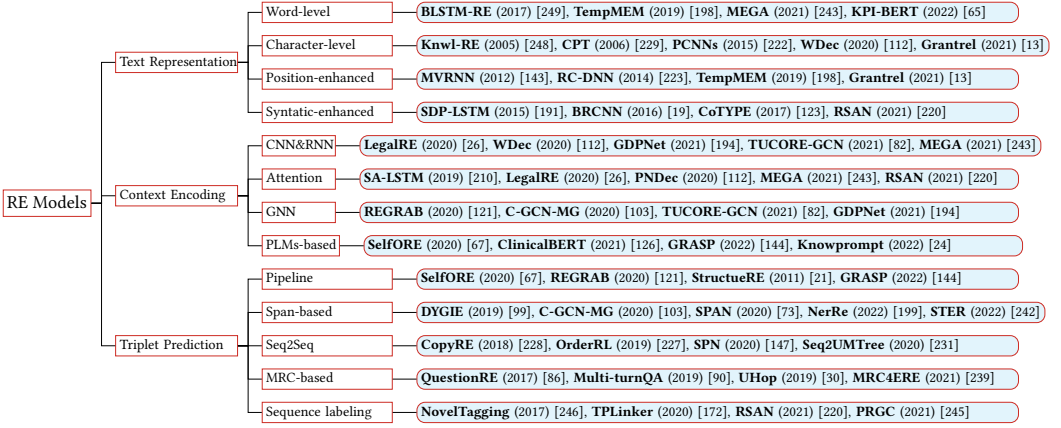 RE Models
Text Representation
Word-level
BLSTM-RE (2017) [249], TempMEM (2019) [198], MEGA (2021) [243], KPI-BERT (2022) [65]
Character-level
Knwl-RE (2005) [248], CPT (2006) [229], PCNNs (2015) [222], WDec (2020) [112], Grantrel (2021) [13]
Position-enhanced
MVRNN (2012) [143], RC-DNN (2014) [223], TempMEM (2019) [198], Grantrel (2021) [13]
Syntatic-enhanced
SDP-LSTM (2015) [191], BRCNN (2016) [19], CoTYPE (2017) [123], RSAN (2021) [220]
Context Encoding
CNN&RNN
LegalRE (2020) [26], WDec (2020) [112], GDPNet (2021) [194], TUCORE-GCN (2021) [82], MEGA (2021) [243]
Attention
SA-LSTM (2019) [210], LegalRE (2020) [26], PNDec (2020) [112], MEGA (2021) [243], RSAN (2021) [220]
GNN
REGRAB (2020) [121], C-GCN-MG (2020) [103], TUCORE-GCN (2021) [82], GDPNet (2021) [194]
PLMs-based
SelfORE (2020) [67], ClinicalBERT (2021) [126], GRASP (2022) [144], Knowprompt (2022) [24]
Triplet Prediction
Pipeline
SelfORE (2020) [67], REGRAB (2020) [121], StructueRE (2011) [21], GRASP (2022) [144]
Span-based
DYGIE (2019) [99], C-GCN-MG (2020) [103], SPAN (2020) [73], NerRe (2022) [199], STER (2022) [242]
Seq2Seq
CopyRE (2018) [228], OrderRL (2019) [227], SPN (2020) [147], Seq2UMTree (2020) [231]
MRC-based
QuestionRE (2017) [86], Multi-turnQA (2019) [90], UHop (2019) [30], MRC4ERE (2021) [239]
Sequence labeling
NovelTagging (2017) [246], TPLinker (2020) [172], RSAN (2021) [220], PRGC (2021) [245]